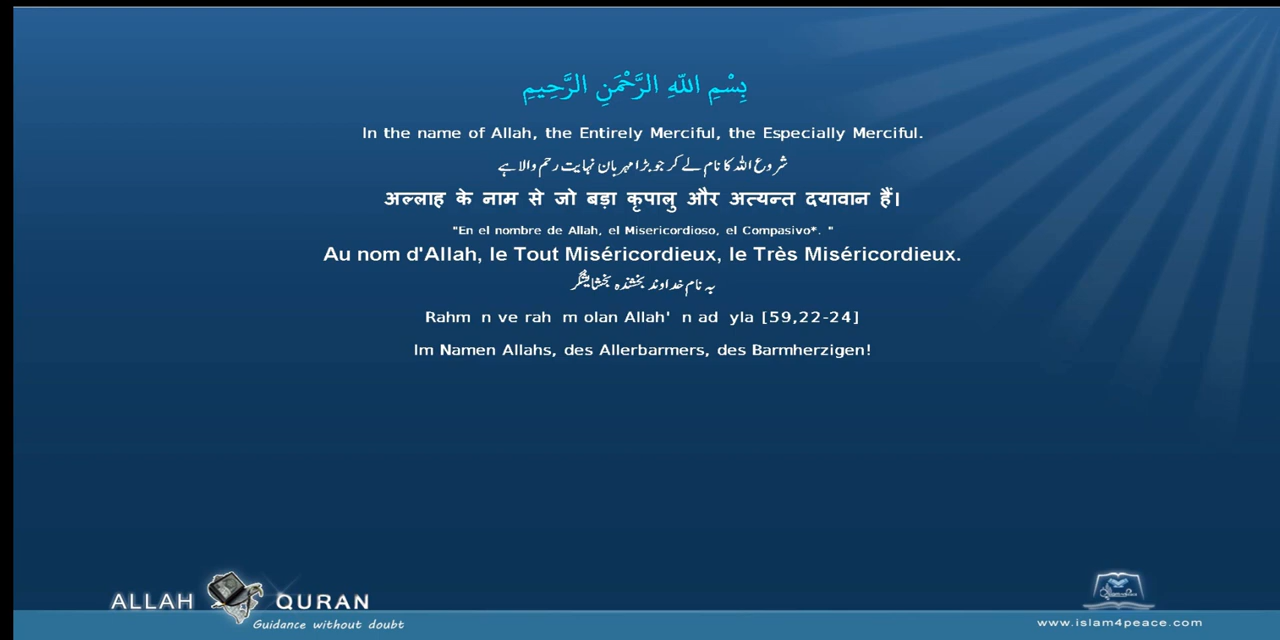 بِسْمِ اللّهِ الرَّحْمَنِ الرَّحِيمِ
In the name of Allah, the Entirely Merciful, the Especially Merciful.
شروع اللہ کا نام لے کر جو بڑا مہربان نہایت رحم والا ہے
अल्लाह के नाम से जो बड़ा कृपालु और अत्यन्त दयावान हैं।
"En el nombre de Allah, el Misericordioso, el Compasivo*. "
Au nom d'Allah, le Tout Miséricordieux, le Très Miséricordieux.
به نام خداوند بخشنده بخشایشگر
Rahm n ve rah m olan Allah' n ad yla [59,22-24]
Im Namen Allahs, des Allerbarmers, des Barmherzigen!
ALLAH QURAN
Guidance without doubt
www.islam4peace.com